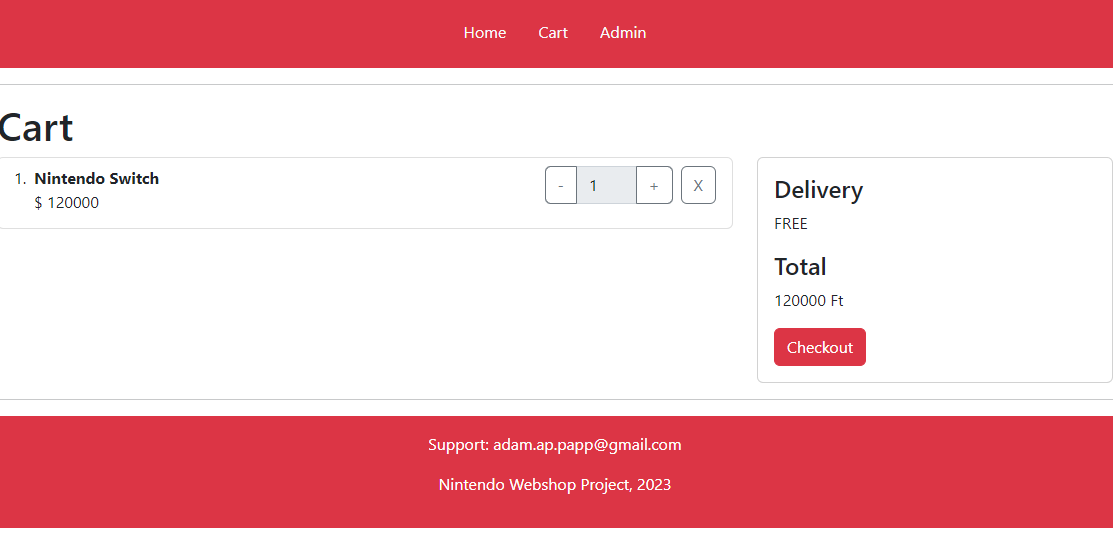 Home Cart Admin
Cart
1. Nintendo Switch
$ 120000
- 1 + X
Delivery
FREE
Total
120000 Ft
Checkout
Support: adam.ap.papp@gmail.com
Nintendo Webshop Project, 2023